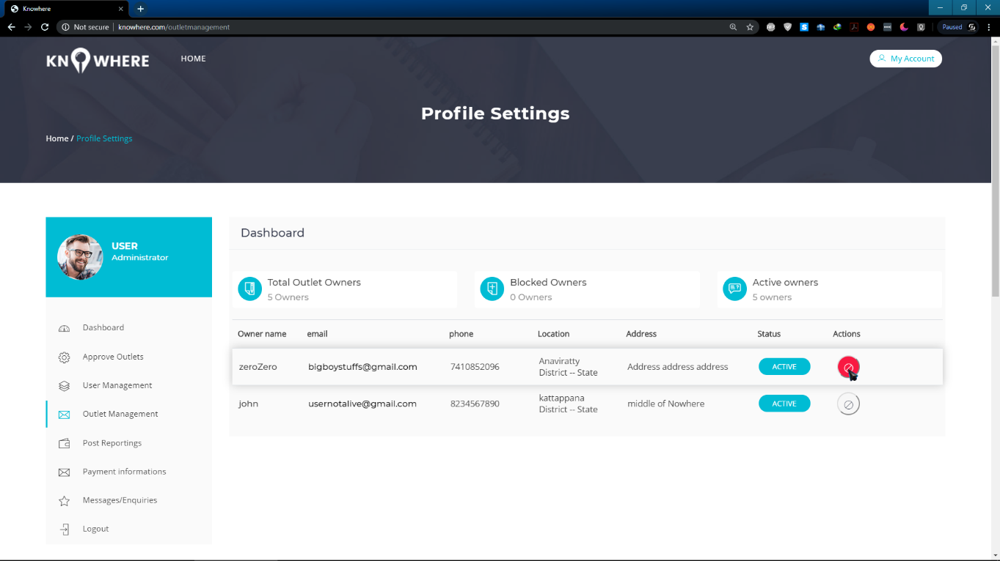 Knowhere
Not secure | knowhere.com/outletmanagement
Paused
KNOWHERE
HOME
My Account
Profile Settings
Home / Profile Settings
USER
Administrator
Dashboard
Approve Outlets
User Management
Outlet Management
Post Reportings
Payment informations
Messages/Enquiries
Logout
Dashboard
Total Outlet Owners
5 Owners
Blocked Owners
0 Owners
Active owners
5 owners
Owner name email phone Location Address Status Actions
zeroZero bigboystuffs@gmail.com 7410852096 Anaviratty Address address address ACTIVE
District -- State
john usernotalive@gmail.com 8234567890 kattappana middle of Nowhere ACTIVE
District -- State